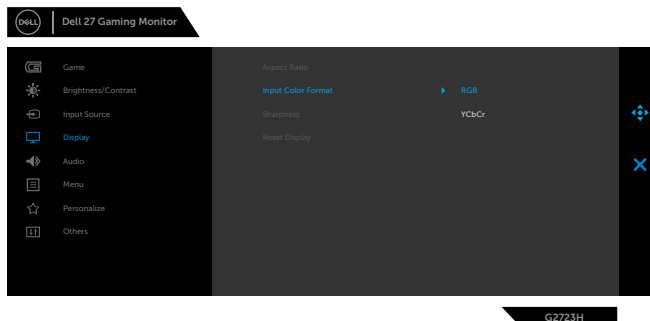 DELL Dell 27 Gaming Monitor
Game
Aspect Ratio
Brightness/Contrast
Input Color Format
RGB
Input Source
Sharpness
YCbCr
Display
Reset Display
Audio
Menu
Personalize
Others
G2723H